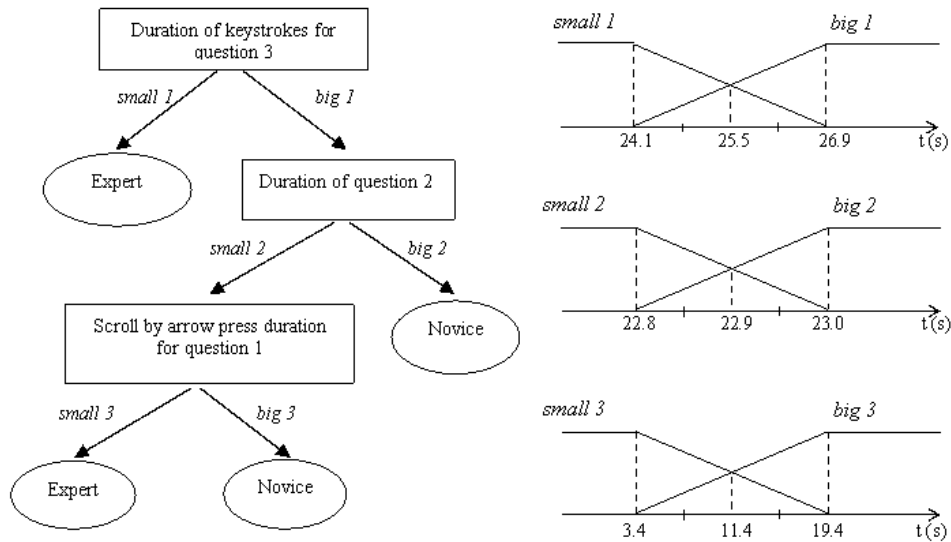 Duration of keystrokes for
question 3
small 1
big 1
Expert
Duration of question 2
small 2
big 2
Scroll by arrow press duration
for question 1
Novice
small 3
big 3
Expert
Novice
small 1
big 1
24.1
25.5
26.9
t (s)
small 2
big 2
22.8
22.9
23.0
t (s)
small 3
big 3
3.4
11.4
19.4
t (s)